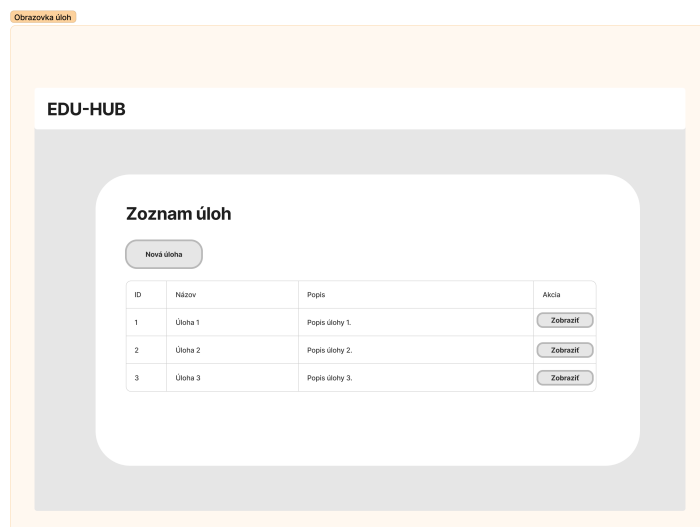 Obrazovka úloh
EDU-HUB
Zoznam úloh
Nová úloha
ID Názov Popis Akcia
1 Úloha 1 Popis úlohy 1. Zobraziť
2 Úloha 2 Popis úlohy 2. Zobraziť
3 Úloha 3 Popis úlohy 3. Zobraziť